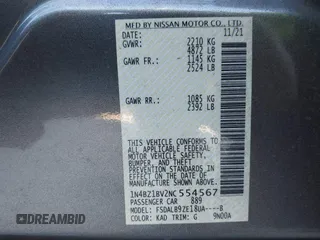 MFD BY NISSAN MOTOR CO., LTD.
11/21
GVWR: 2210 KG
4872 LB
GAWR FR.: 1145 KG
2524 LB
GAWR RR.: 1085 KG
2392 LB
THIS VEHICLE CONFORMS TO ALL
APPLICABLE FEDERAL MOTOR VEHICLE
SAFETY, BUMPER, AND THEFT
PREVENTION STANDARDS IN EFFECT
ON THE DATE OF MANUFACTURE
SHOWN ABOVE.
1N4BZ1BV2NC 554567
PASSENGER CAR 889
MODEL: FSDALB9ZE18UA----B
COLOR: KAD TRIM: G 9N00A